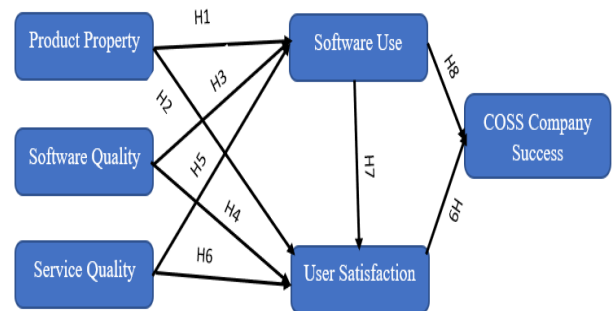 Product Property
H1
Software Use
H2
H3
H8
Software Quality
H5
H7
COSS Company
Success
H4
H9
Service Quality
H6
User Satisfaction